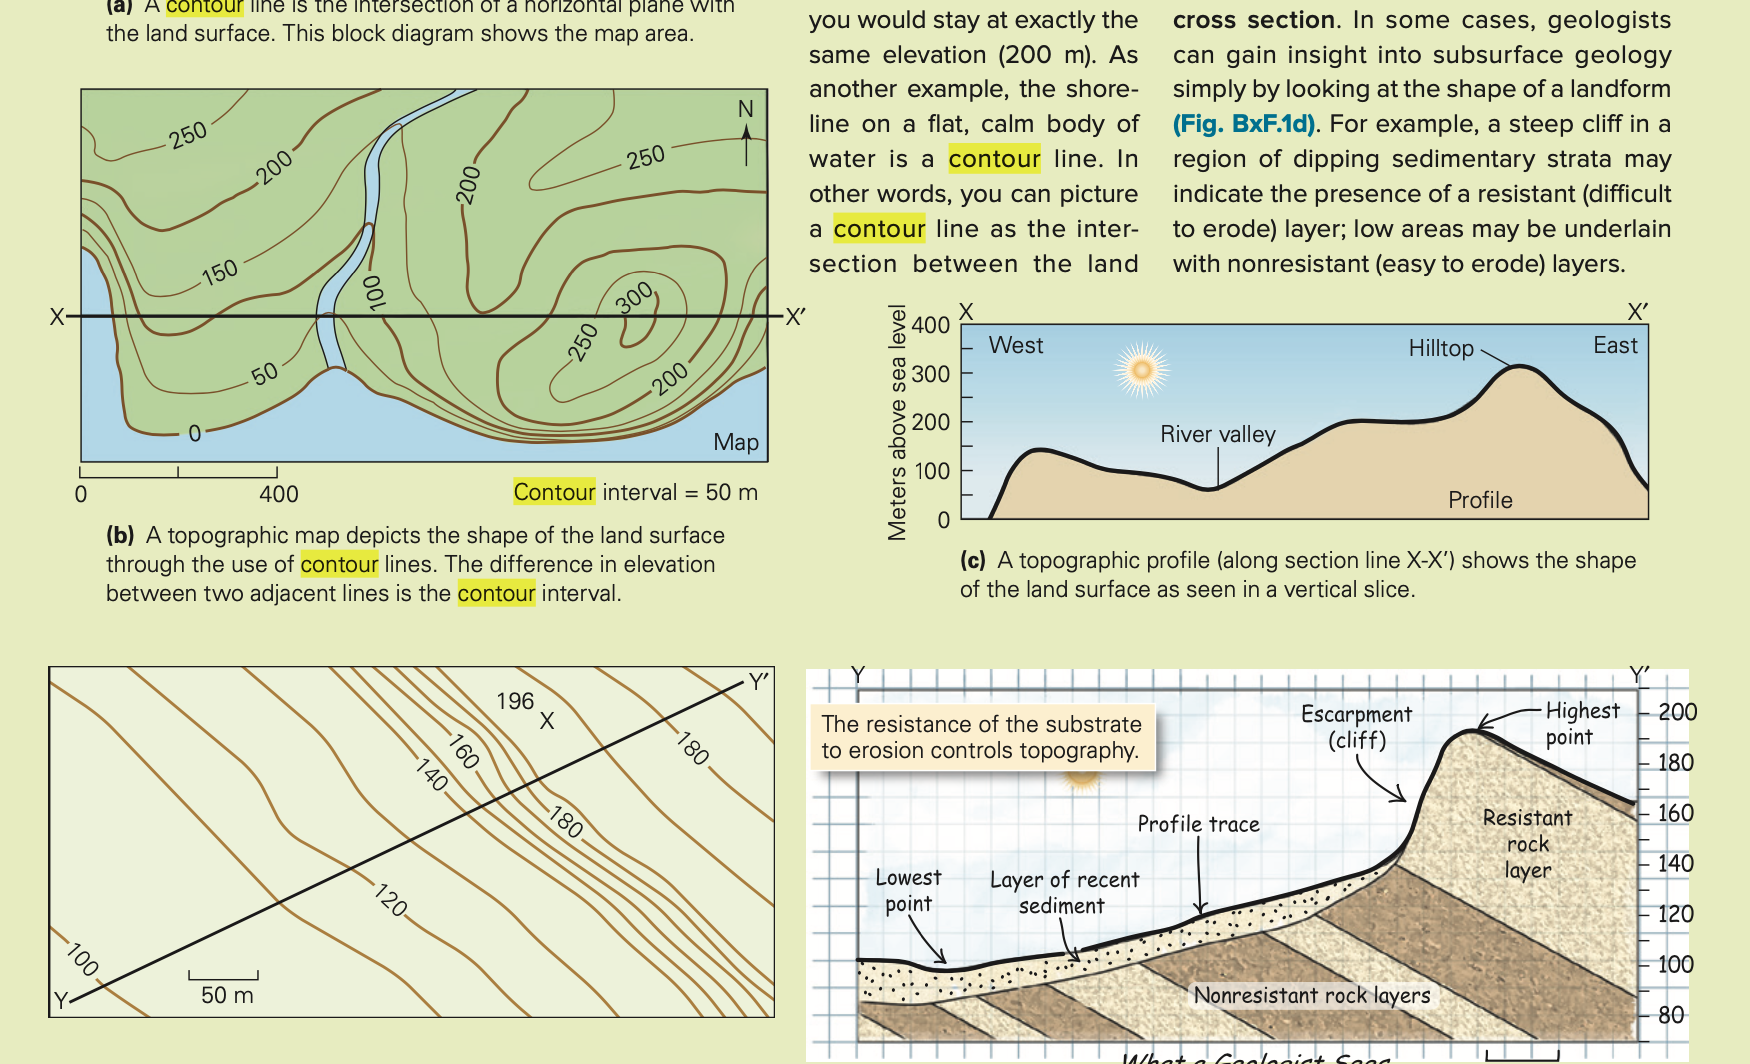 (a) A contour line is the intersection of a horizontal plane with
the land surface. This block diagram shows the map area.
250
200
150
100
50
0
200
250
300
250
200
N
X
X′
Map
0
400
Contour interval = 50 m
(b) A topographic map depicts the shape of the land surface
through the use of contour lines. The difference in elevation
between two adjacent lines is the contour interval.
you would stay at exactly the
same elevation (200 m). As
another example, the shore-
line on a flat, calm body of
water is a contour line. In
other words, you can picture
a contour line as the inter-
section between the land
cross section. In some cases, geologists
can gain insight into subsurface geology
simply by looking at the shape of a landform
(Fig. BxF.1d). For example, a steep cliff in a
region of dipping sedimentary strata may
indicate the presence of a resistant (difficult
to erode) layer; low areas may be underlain
with nonresistant (easy to erode) layers.
X
X′
Meters above sea level
400
300
200
100
0
West
Hilltop
East
River valley
Profile
(c) A topographic profile (along section line X-X′) shows the shape
of the land surface as seen in a vertical slice.
196
X
Y′
160
140
180
180
120
100
Y
50 m
Y
Y′
The resistance of the substrate
to erosion controls topography.
Escarpment
(cliff)
Highest
point
200
180
160
140
120
100
80
Profile trace
Resistant
rock
layer
Lowest
point
Layer of recent
sediment
Nonresistant rock layers
What a Geologist Sees